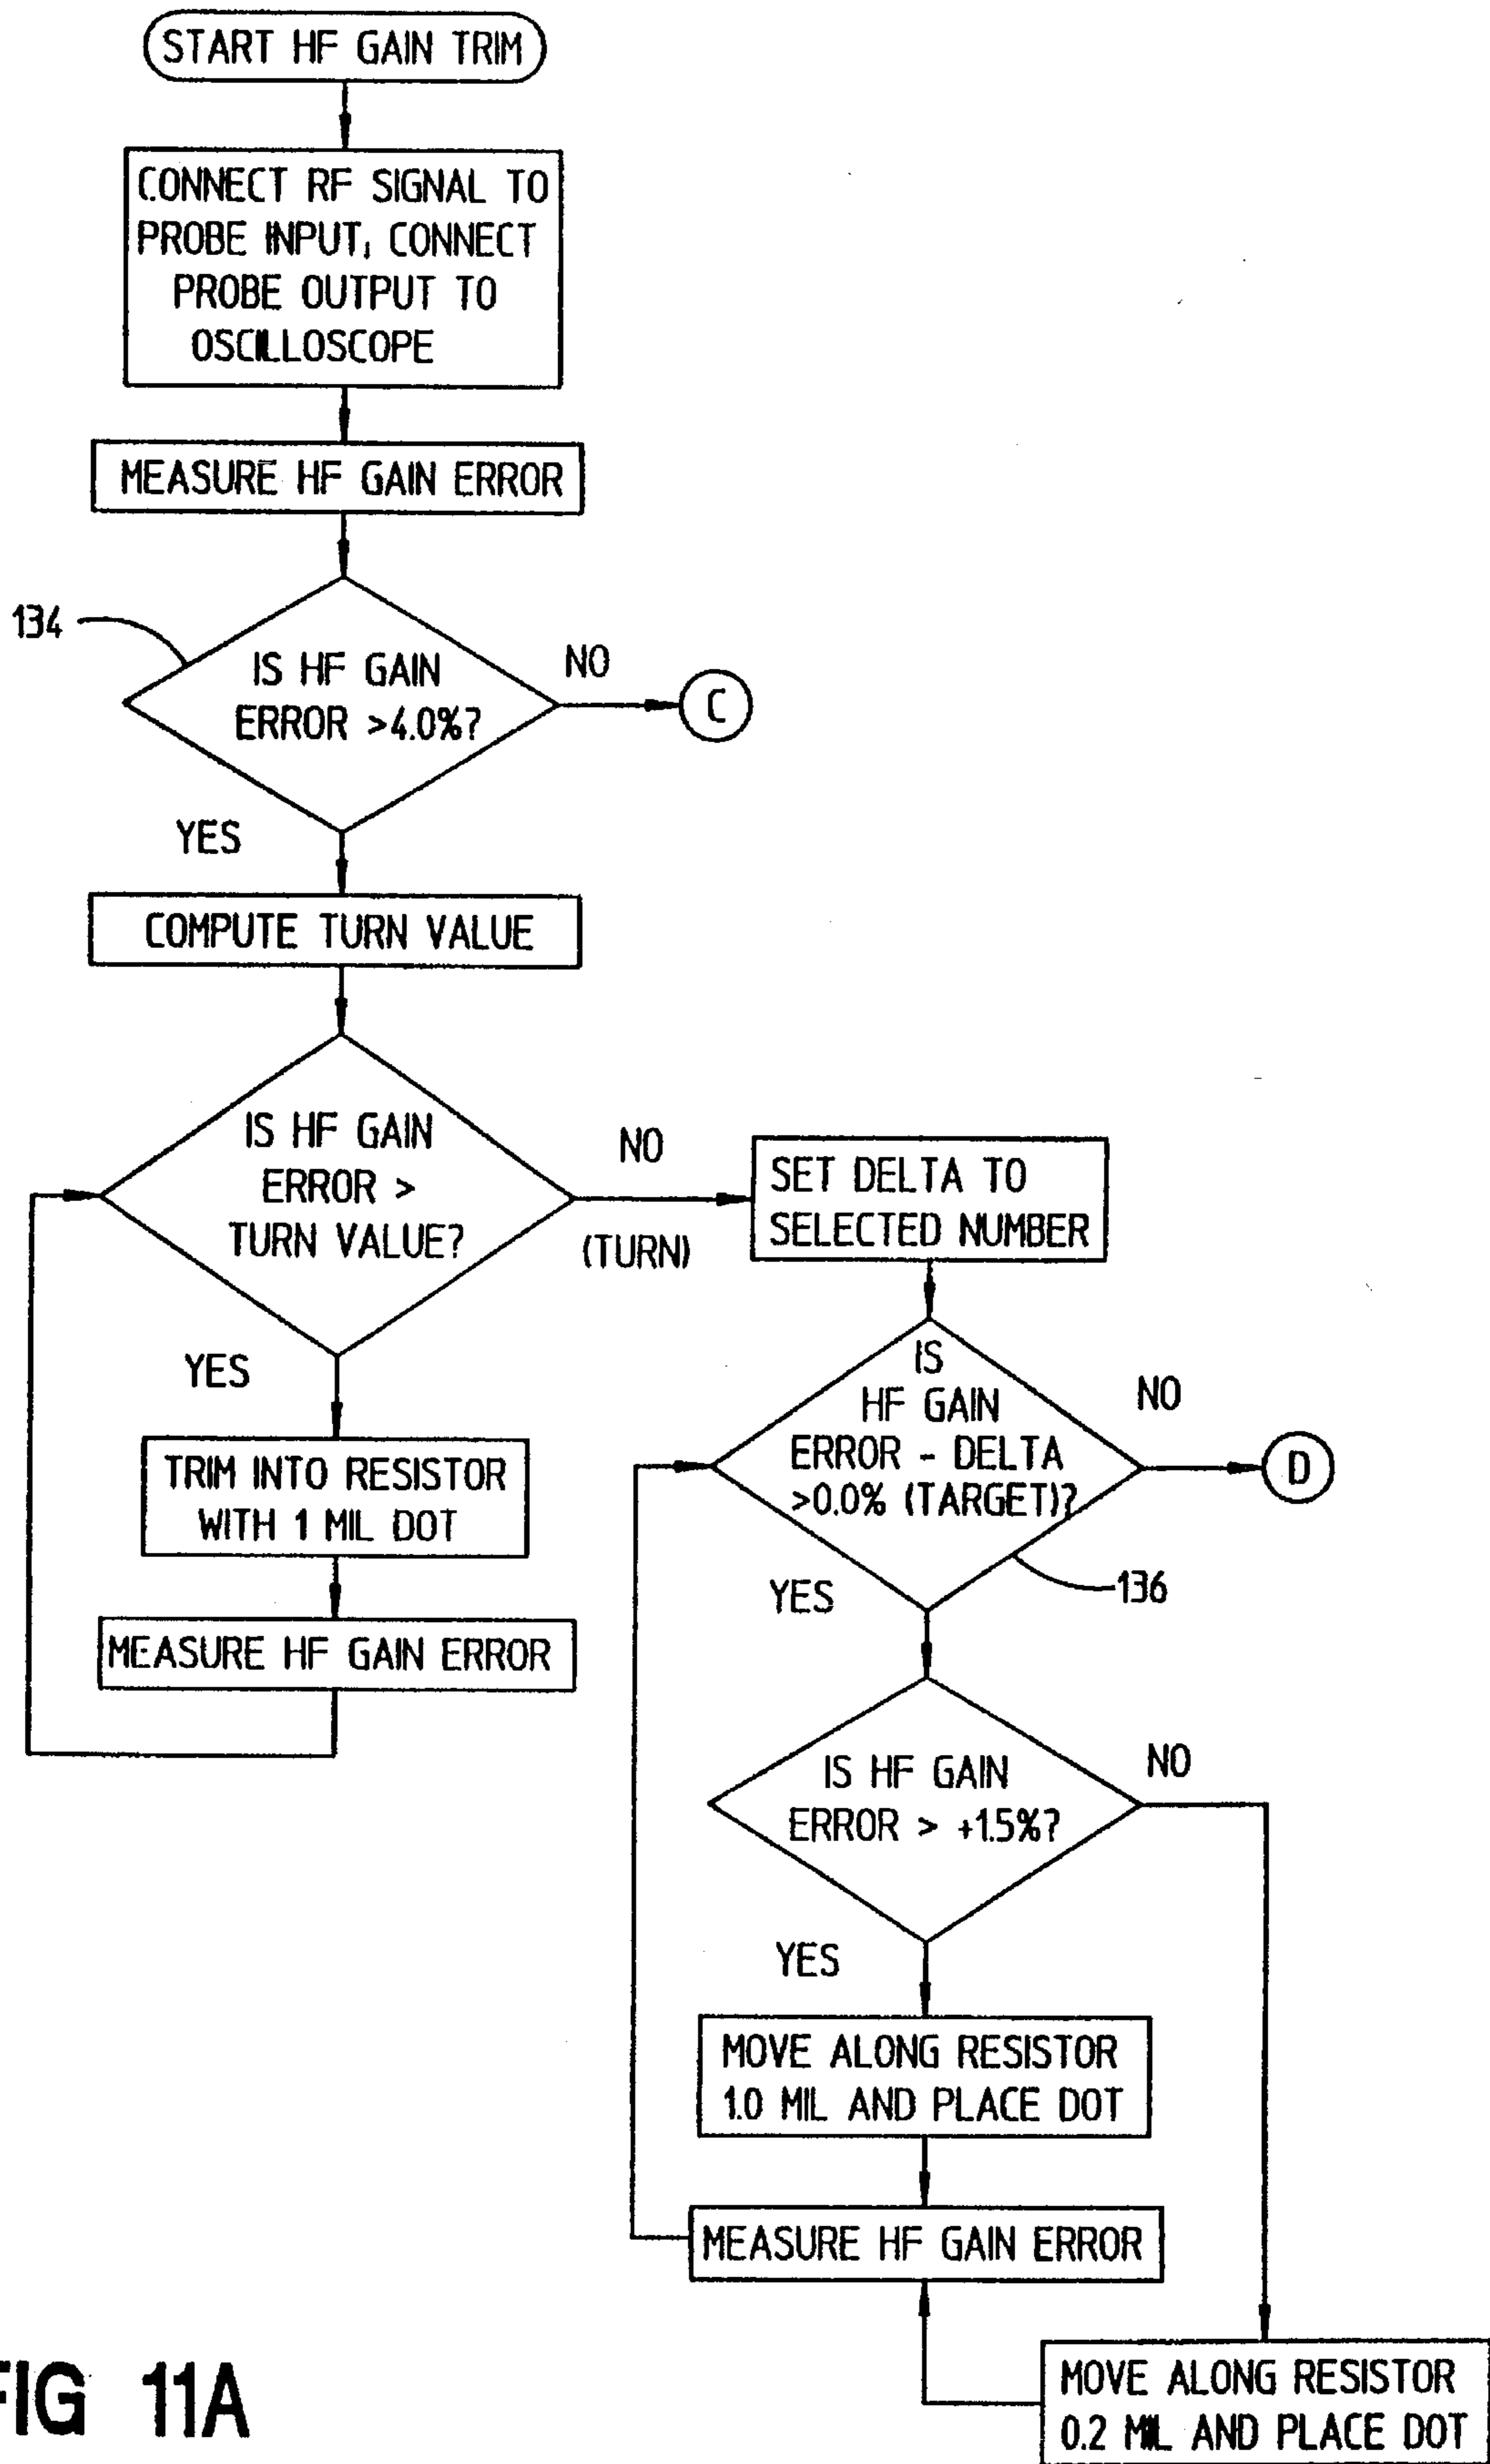 START HF GAIN TRIM
CONNECT RF SIGNAL TO
PROBE INPUT, CONNECT
PROBE OUTPUT TO
OSCILLOSCOPE
MEASURE HF GAIN ERROR
134
IS HF GAIN
ERROR >4.0%?
NO
C
YES
COMPUTE TURN VALUE
IS HF GAIN
ERROR >
TURN VALUE?
NO
(TURN)
SET DELTA TO
SELECTED NUMBER
YES
TRIM INTO RESISTOR
WITH 1 MIL DOT
MEASURE HF GAIN ERROR
IS
HF GAIN
ERROR - DELTA
>0.0% (TARGET)?
NO
D
136
YES
IS HF GAIN
ERROR > +1.5%?
NO
YES
MOVE ALONG RESISTOR
1.0 MIL AND PLACE DOT
MEASURE HF GAIN ERROR
MOVE ALONG RESISTOR
0.2 MIL AND PLACE DOT
FIG 11A